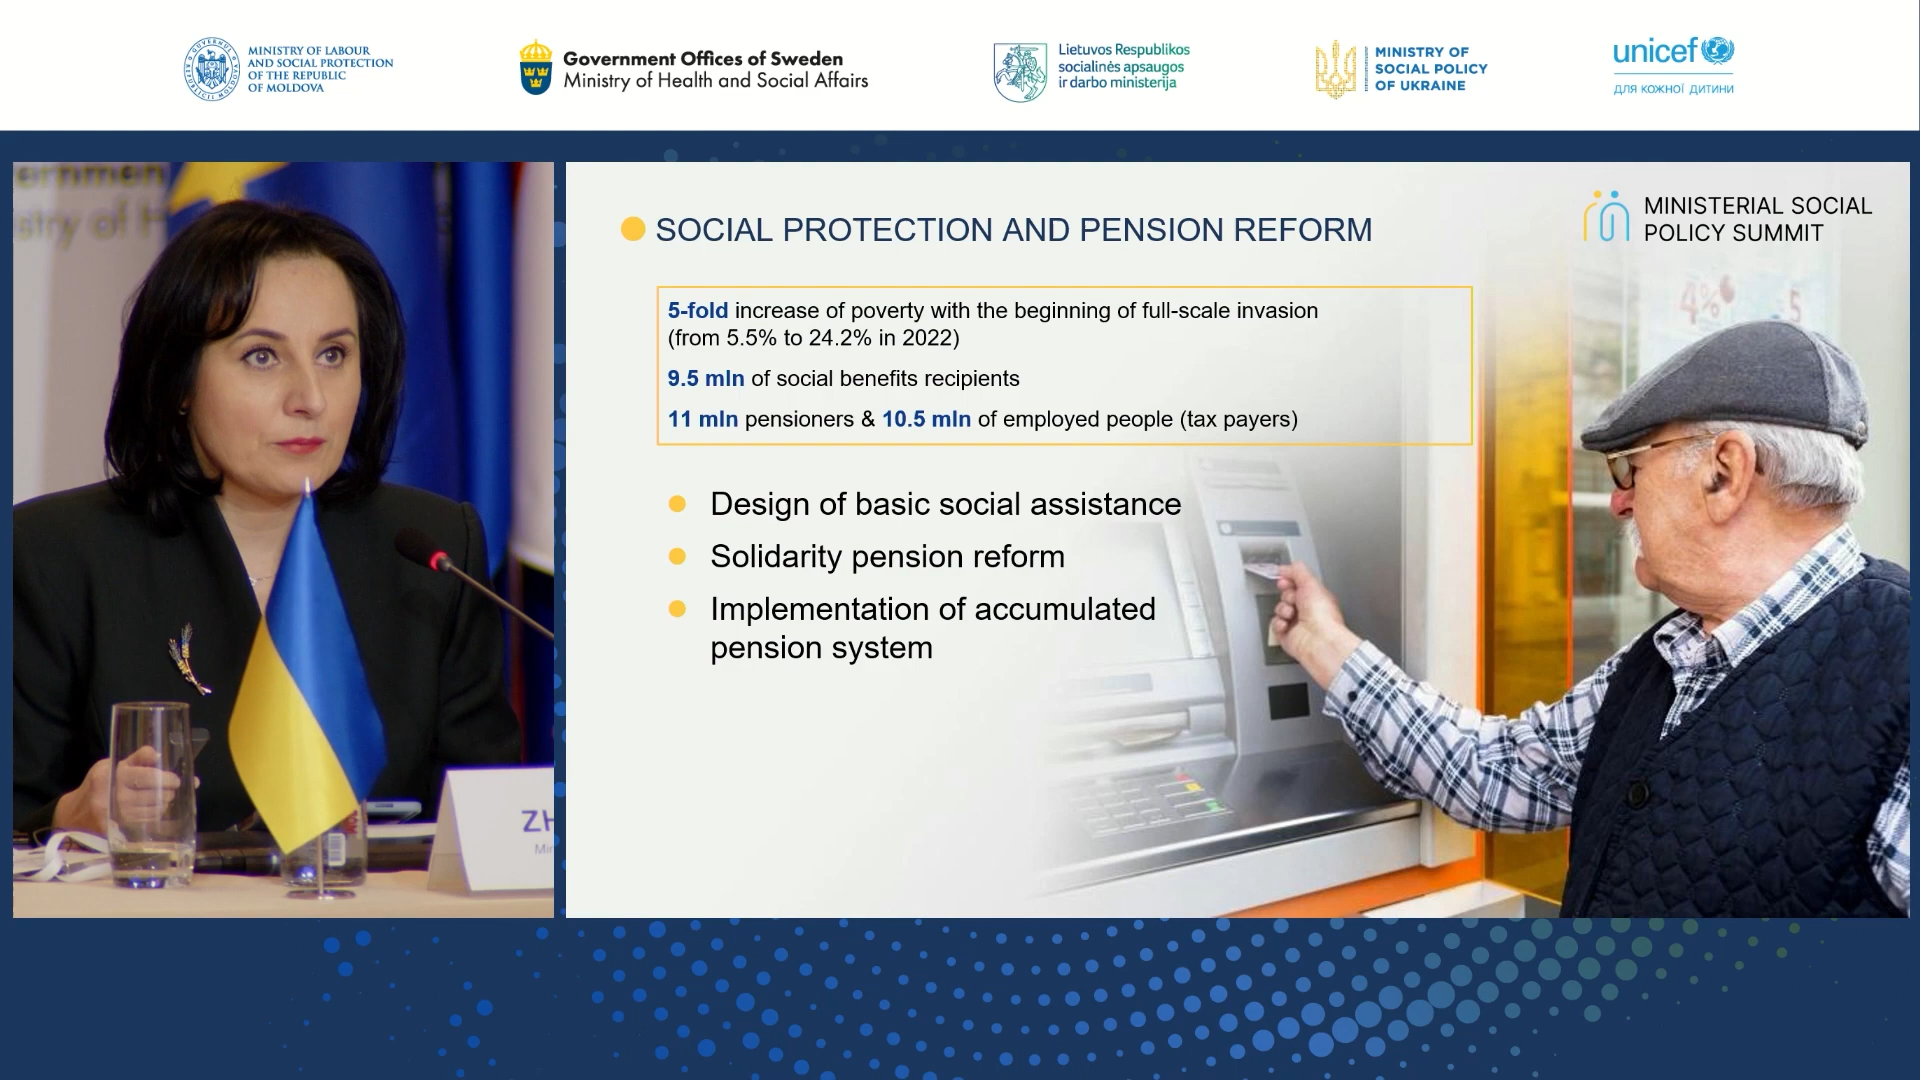 MINISTRY OF LABOUR
AND SOCIAL PROTECTION
OF THE REPUBLIC
OF MOLDOVA
Government Offices of Sweden
Ministry of Health and Social Affairs
Lietuvos Respublikos
socialinės apsaugos
ir darbo ministerija
MINISTRY OF
SOCIAL POLICY
OF UKRAINE
unicef
ДЛЯ КОЖНОЇ ДИТИНИ
MINISTERIAL SOCIAL
POLICY SUMMIT
SOCIAL PROTECTION AND PENSION REFORM
5-fold increase of poverty with the beginning of full-scale invasion
(from 5.5% to 24.2% in 2022)
9.5 mln of social benefits recipients
11 mln pensioners & 10.5 mln of employed people (tax payers)
Design of basic social assistance
Solidarity pension reform
Implementation of accumulated
pension system
4%
5
ZH